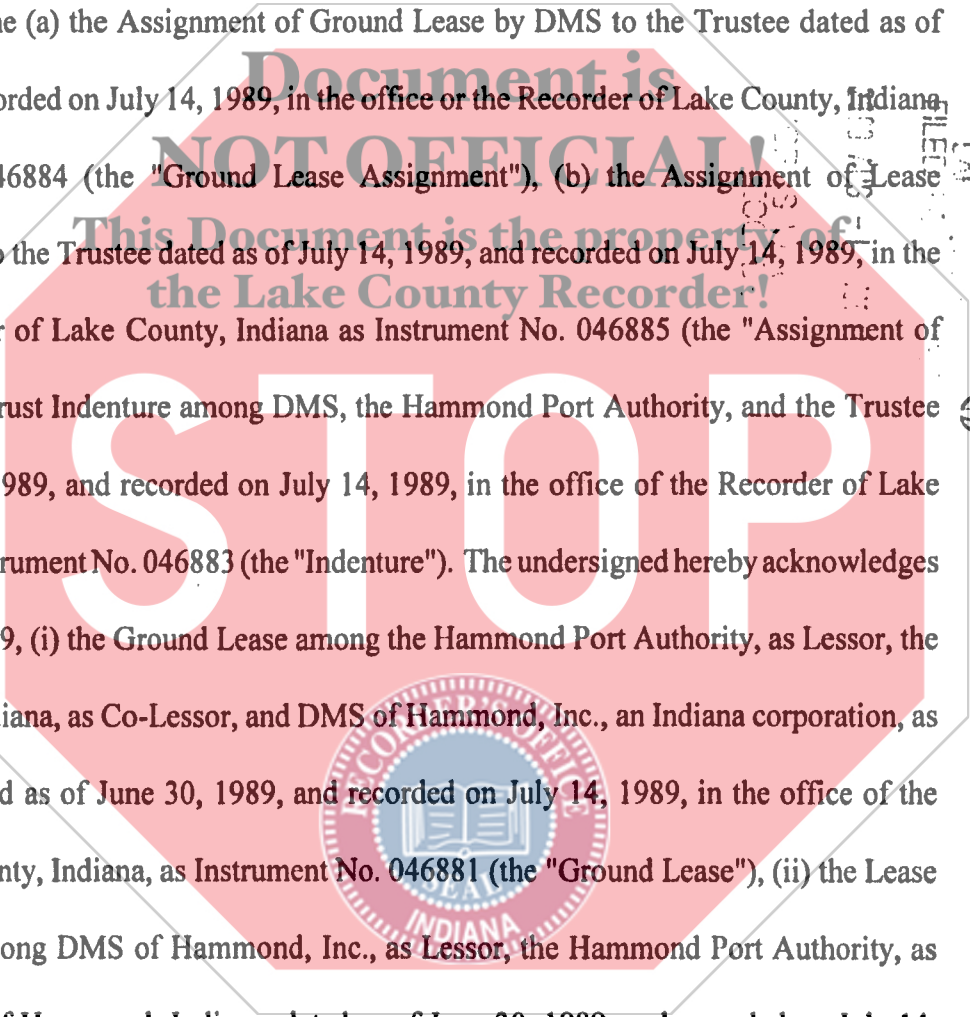 e (a) the Assignment of Ground Lease by DMS to the Trustee dated as of
Document is
orded on July 14, 1989, in the office or the Recorder of Lake County, Indiana
NOT OFFICIAL!
46884 (the "Ground Lease Assignment"), (b) the Assignment of Lease
This Document is the property of
the Trustee dated as of July 14, 1989, and recorded on July 14, 1989, in the
the Lake County Recorder!
of Lake County, Indiana as Instrument No. 046885 (the "Assignment of
rust Indenture among DMS, the Hammond Port Authority, and the Trustee
STOP
989, and recorded on July 14, 1989, in the office of the Recorder of Lake
rument No. 046883 (the "Indenture"). The undersigned hereby acknowledges
9, (i) the Ground Lease among the Hammond Port Authority, as Lessor, the
iana, as Co-Lessor, and DMS of Hammond, Inc., an Indiana corporation, as
RECORDER'S OFFICE
d as of June 30, 1989, and recorded on July 14, 1989, in the office of the
nty, Indiana, as Instrument No. 046881 (the "Ground Lease"), (ii) the Lease
SEAL
INDIANA
ong DMS of Hammond, Inc., as Lessor, the Hammond Port Authority, as